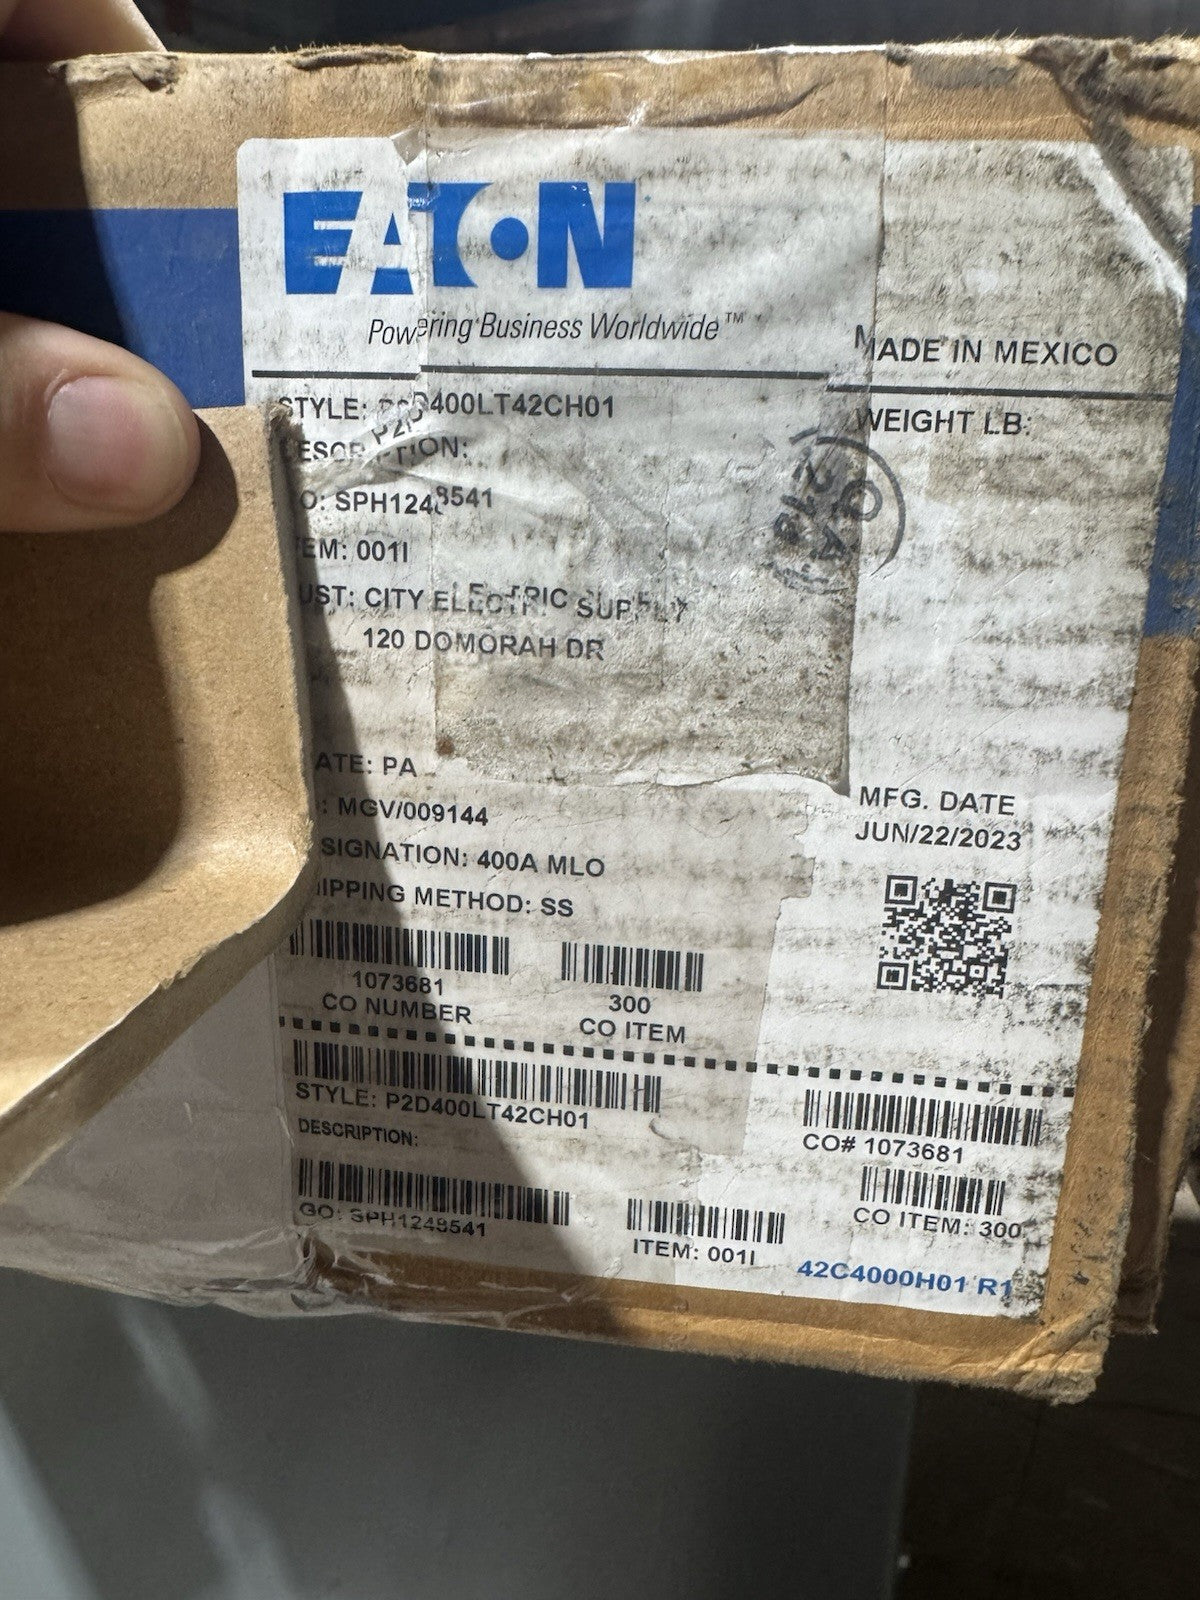 EATON
Powering Business Worldwide™
MADE IN MEXICO
STYLE: P2D400LT42CH01
WEIGHT LB:
ESCRIPTION:
O: SPH1248541
EM: 001I
UST: CITY ELECTRIC SUPPLY
120 DOMORAH DR
ATE: PA
: MGV/009144
SIGNATION: 400A MLO
IPPING METHOD: SS
MFG. DATE
JUN/22/2023
1073681
CO NUMBER
300
CO ITEM
STYLE: P2D400LT42CH01
DESCRIPTION:
CO# 1073681
GO: SPH1248541
ITEM: 001I
CO ITEM: 300
42C4000H01 R1